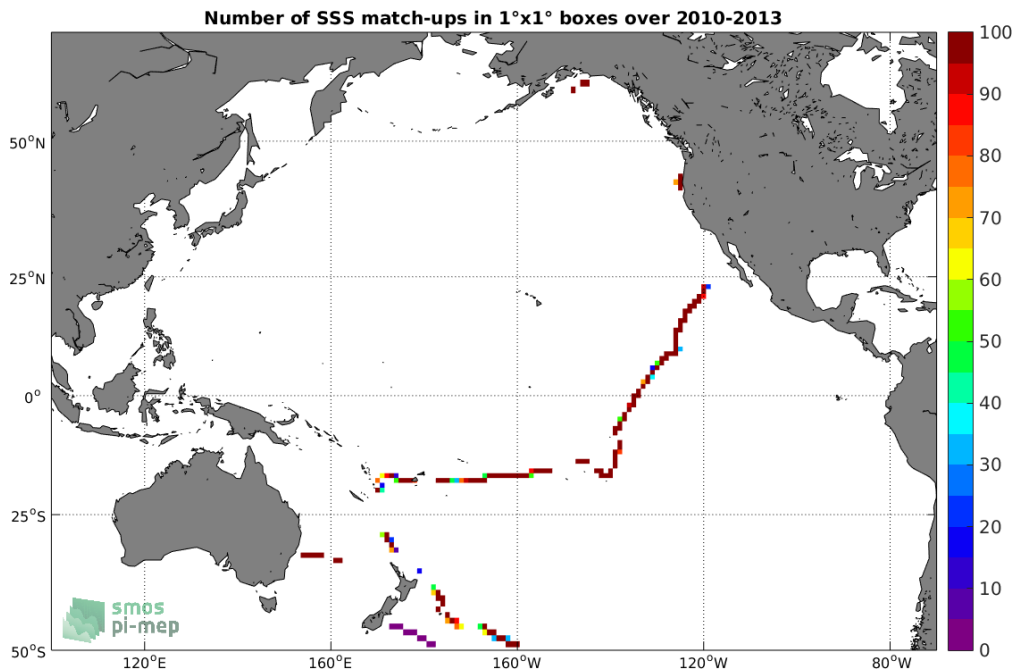 Number of SSS match-ups in 1°x1° boxes over 2010-2013
50°N
25°N
0°
25°S
50°S
120°E
160°E
160°W
120°W
80°W
100
90
80
70
60
50
40
30
20
10
0
smos
pi-mep